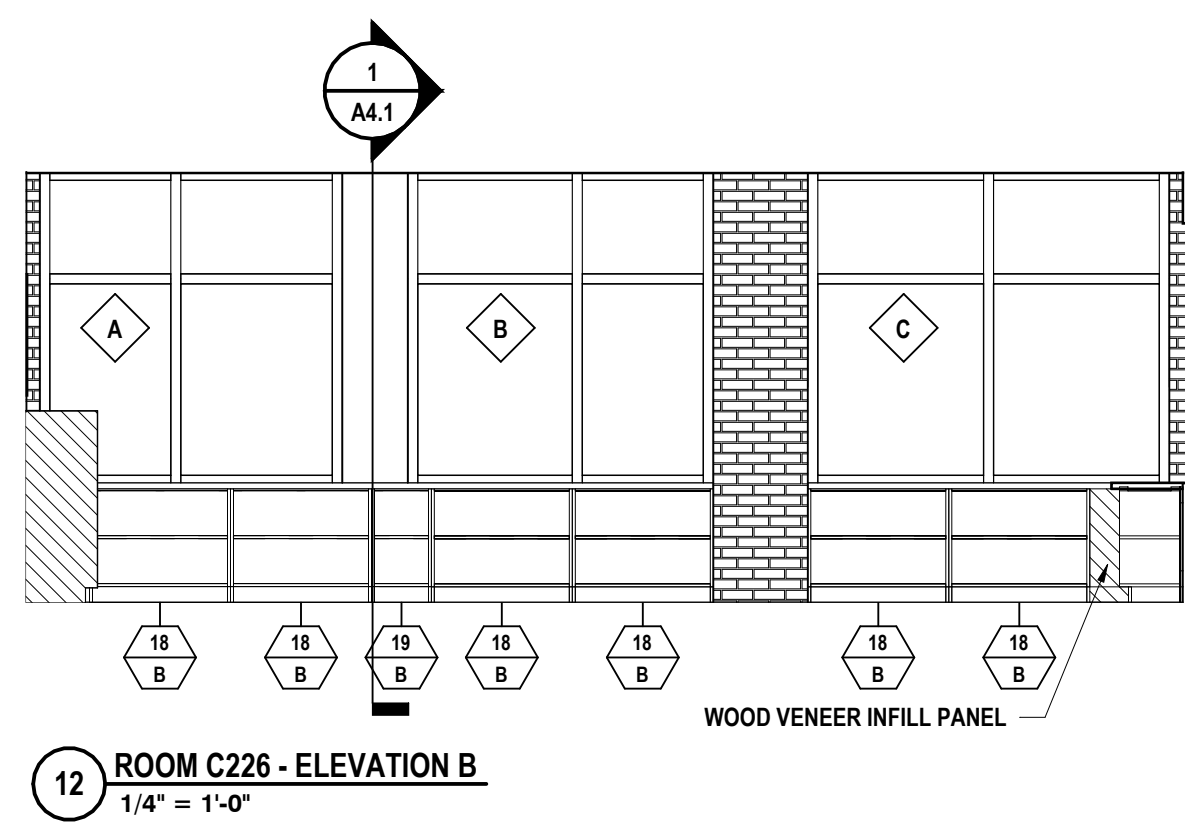 1
A4.1
A
B
C
18 18 19 18 18 18 18
B B B B B B B
WOOD VENEER INFILL PANEL
12 ROOM C226 - ELEVATION B
1/4" = 1'-0"